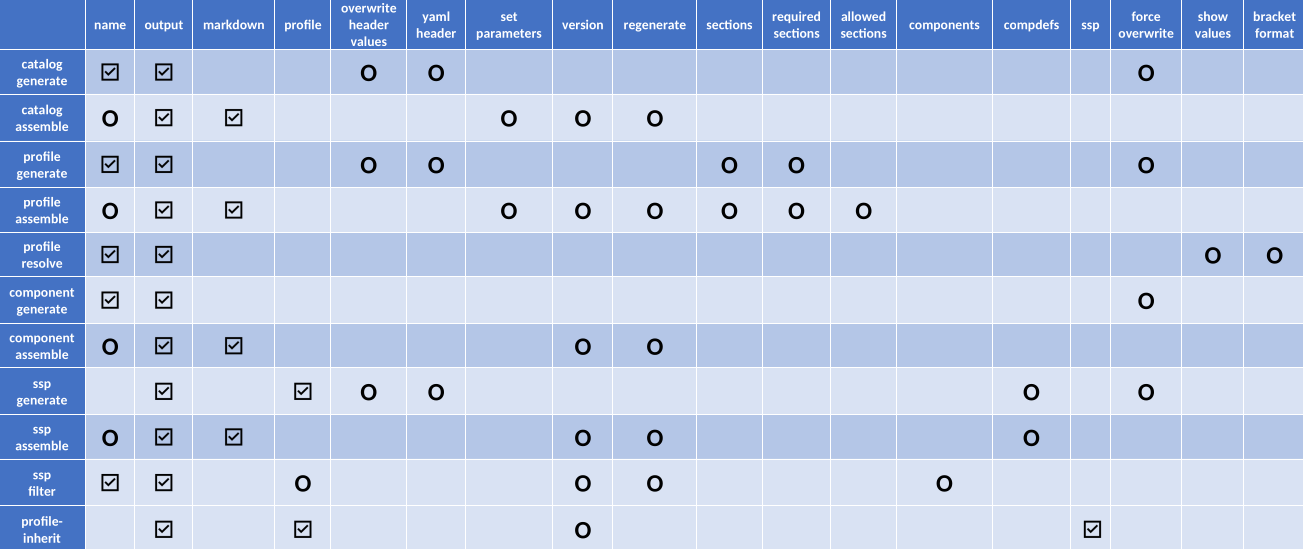 name output markdown profile overwrite header values yaml header set parameters version regenerate sections required sections allowed sections components compdefs ssp force overwrite show values bracket format
catalog generate ☑ ☑ O O O
catalog assemble O ☑ ☑ O O O
profile generate ☑ ☑ O O O O O
profile assemble O ☑ ☑ O O O O O O
profile resolve ☑ ☑ O O
component generate ☑ ☑ O
component assemble O ☑ ☑ O O
ssp generate ☑ ☑ O O O O
ssp assemble O ☑ ☑ O O O
ssp filter ☑ ☑ O O O O
profile-inherit ☑ ☑ O ☑